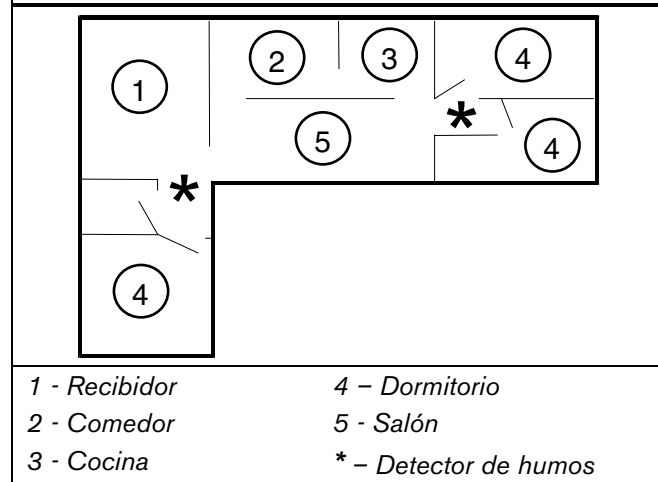 1
2
3
4
5
*
4
*
4
1 - Recibidor
2 - Comedor
3 - Cocina
4 – Dormitorio
5 - Salón
* – Detector de humos